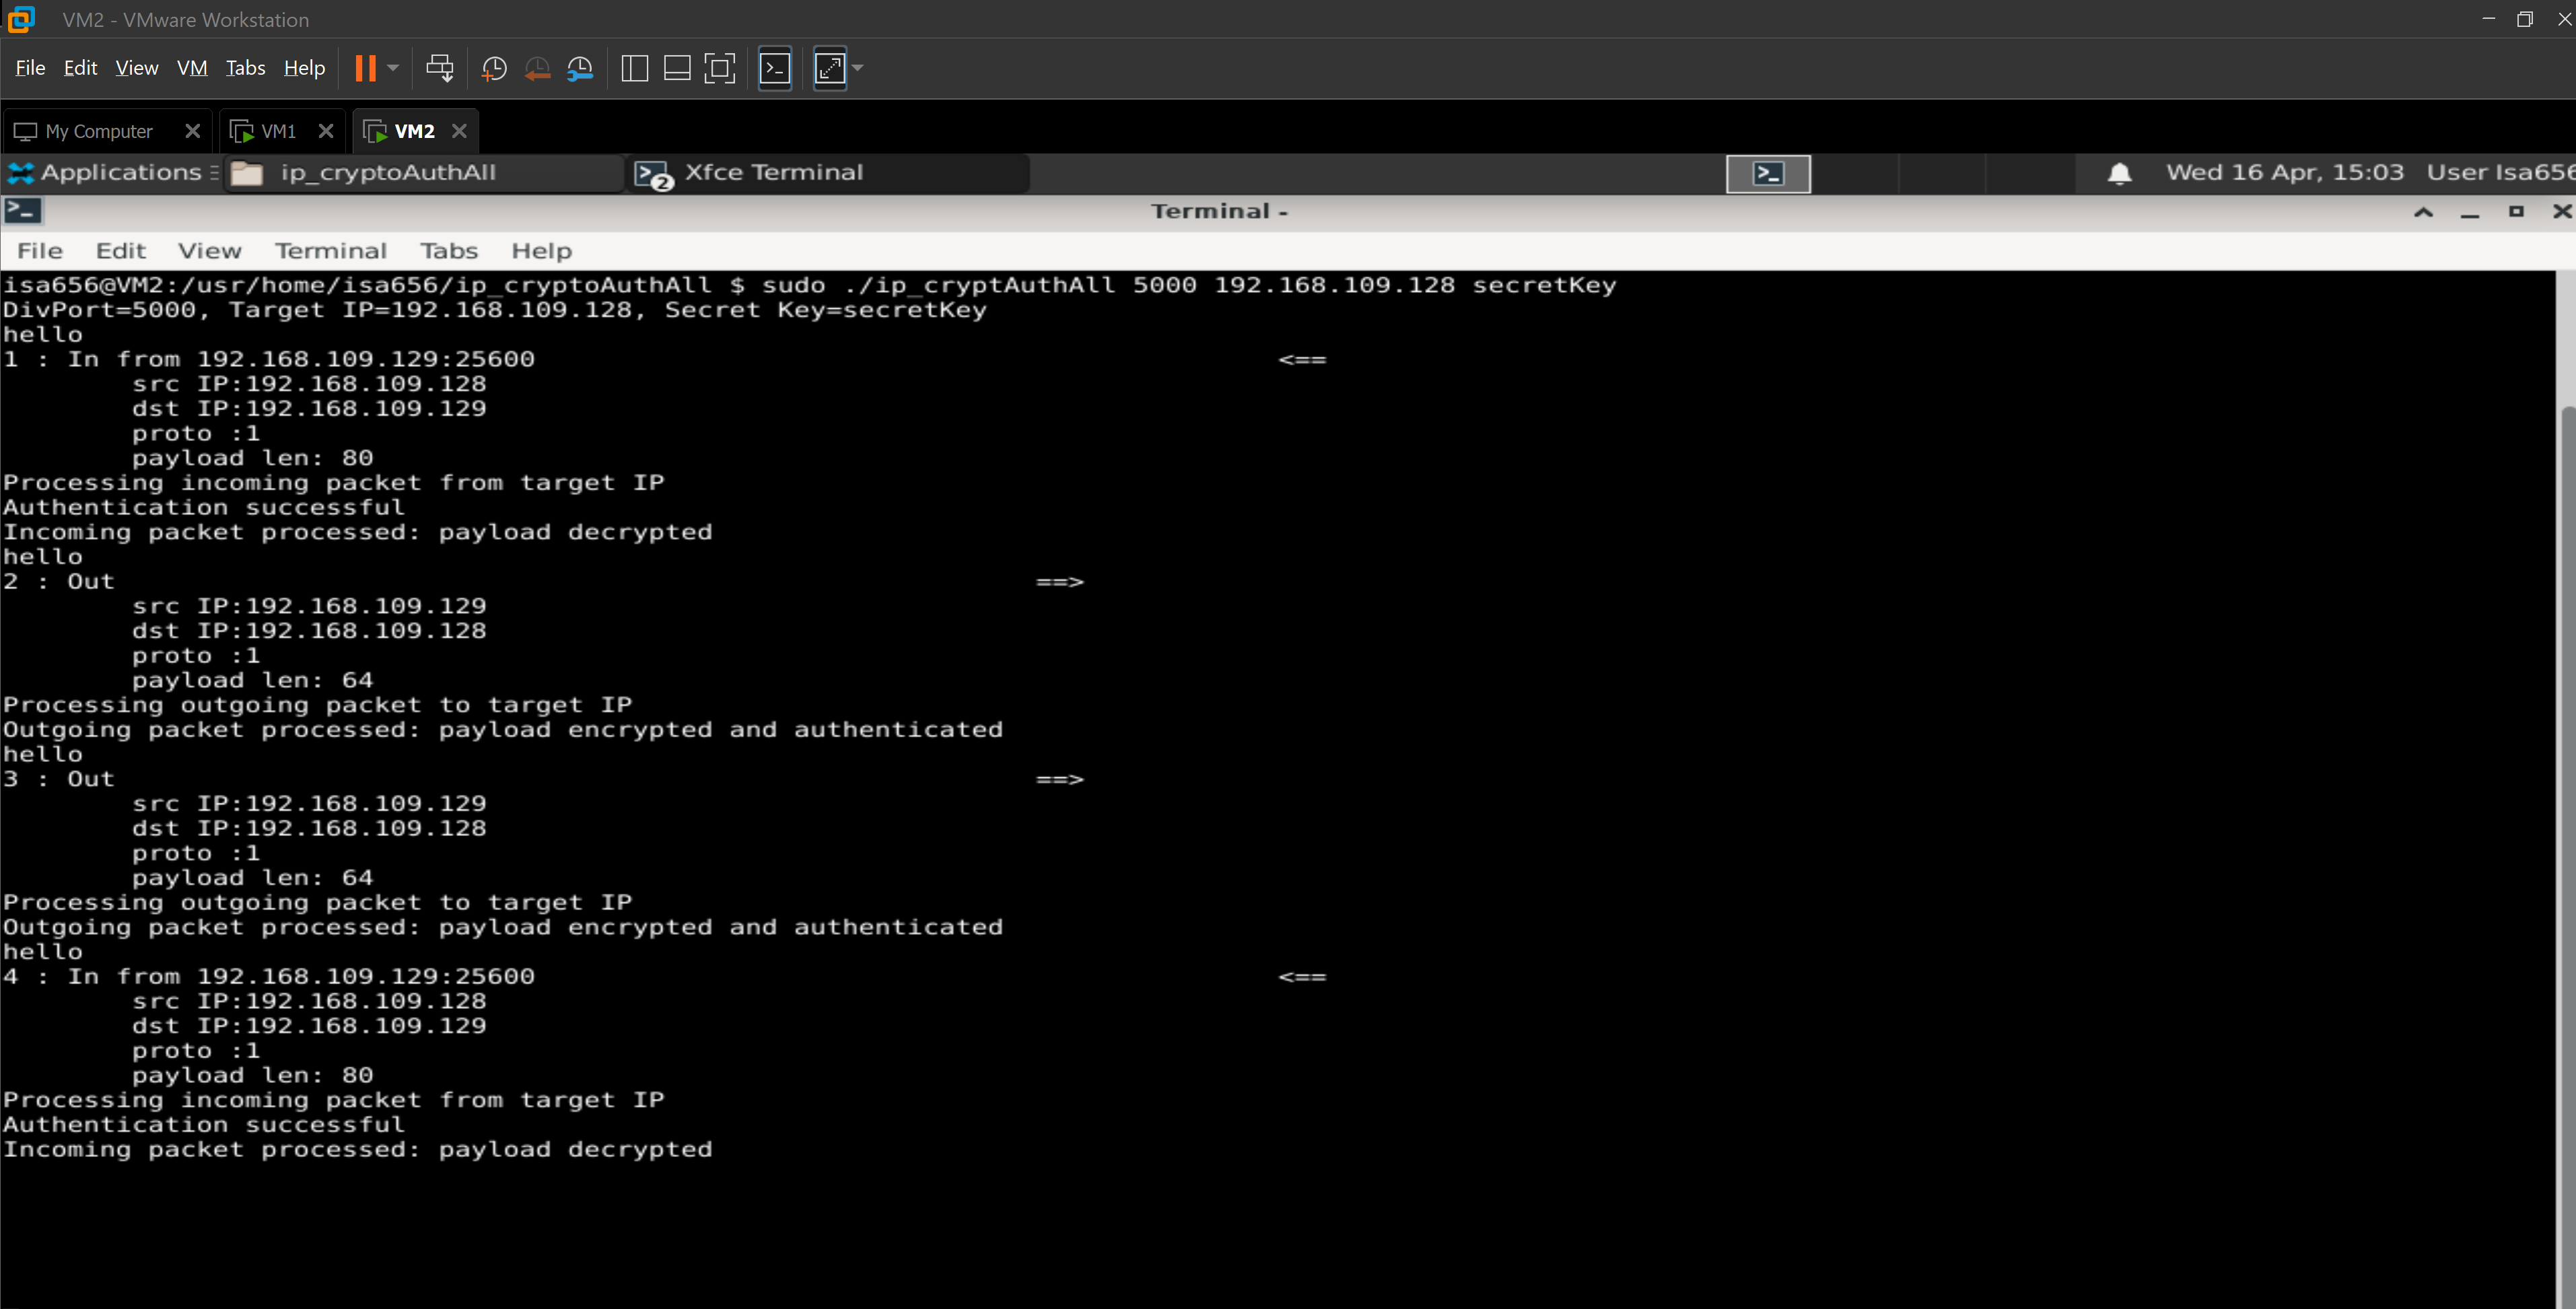 VM2 - VMware Workstation
File Edit View VM Tabs Help
My Computer VM1 VM2
Applications ip_cryptoAuthAll 2 Xfce Terminal Wed 16 Apr, 15:03 User Isa656
Terminal -
File Edit View Terminal Tabs Help
isa656@VM2:/usr/home/isa656/ip_cryptoAuthAll $ sudo ./ip_cryptAuthAll 5000 192.168.109.128 secretKey
DivPort=5000, Target IP=192.168.109.128, Secret Key=secretKey
hello
1 : In from 192.168.109.129:25600 <==
src IP:192.168.109.128
dst IP:192.168.109.129
proto :1
payload len: 80
Processing incoming packet from target IP
Authentication successful
Incoming packet processed: payload decrypted
hello
2 : Out ==>
src IP:192.168.109.129
dst IP:192.168.109.128
proto :1
payload len: 64
Processing outgoing packet to target IP
Outgoing packet processed: payload encrypted and authenticated
hello
3 : Out ==>
src IP:192.168.109.129
dst IP:192.168.109.128
proto :1
payload len: 64
Processing outgoing packet to target IP
Outgoing packet processed: payload encrypted and authenticated
hello
4 : In from 192.168.109.129:25600 <==
src IP:192.168.109.128
dst IP:192.168.109.129
proto :1
payload len: 80
Processing incoming packet from target IP
Authentication successful
Incoming packet processed: payload decrypted